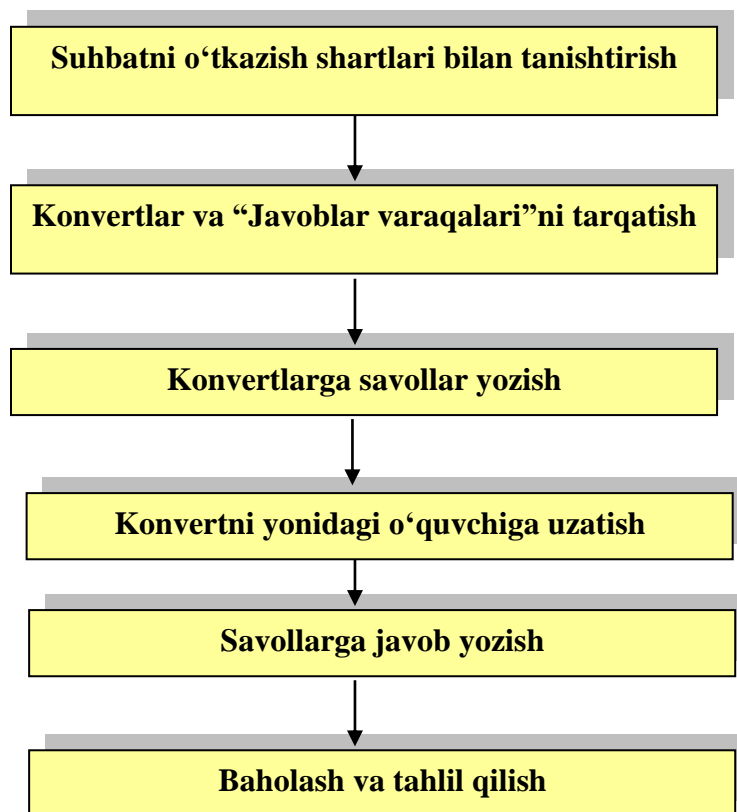 Suhbatni o‘tkazish shartlari bilan tanishtirish
Konvertlar va “Javoblar varaqalari”ni tarqatish
Konvertlarga savollar yozish
Konvertni yonidagi o‘quvchiga uzatish
Savollarga javob yozish
Baholash va tahlil qilish